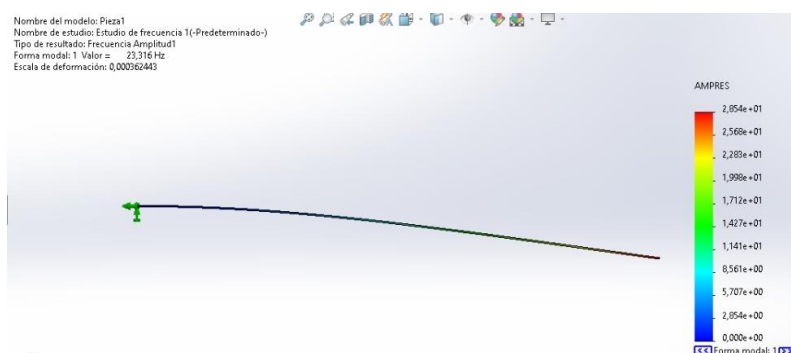 Nombre del modelo: Pieza1
Nombre de estudio: Estudio de frecuencia 1(-Predeterminado-)
Tipo de resultado: Frecuencia Amplitud1
Forma modal: 1 Valor = 23,316 Hz
Escala de deformación: 0,000362443
AMPRES
2,854e+01
2,568e+01
2,283e+01
1,998e+01
1,712e+01
1,427e+01
1,141e+01
8,561e+00
5,707e+00
2,854e+00
0,000e+00
Forma modal: 1